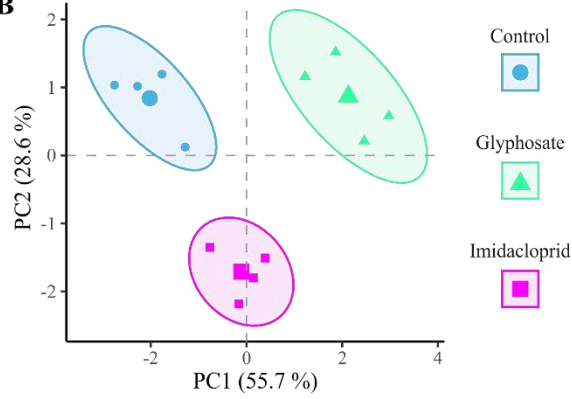 B
2
1
0
-1
-2
PC2 (28.6 %)
-2
0
2
4
PC1 (55.7 %)
Control
Glyphosate
Imidacloprid